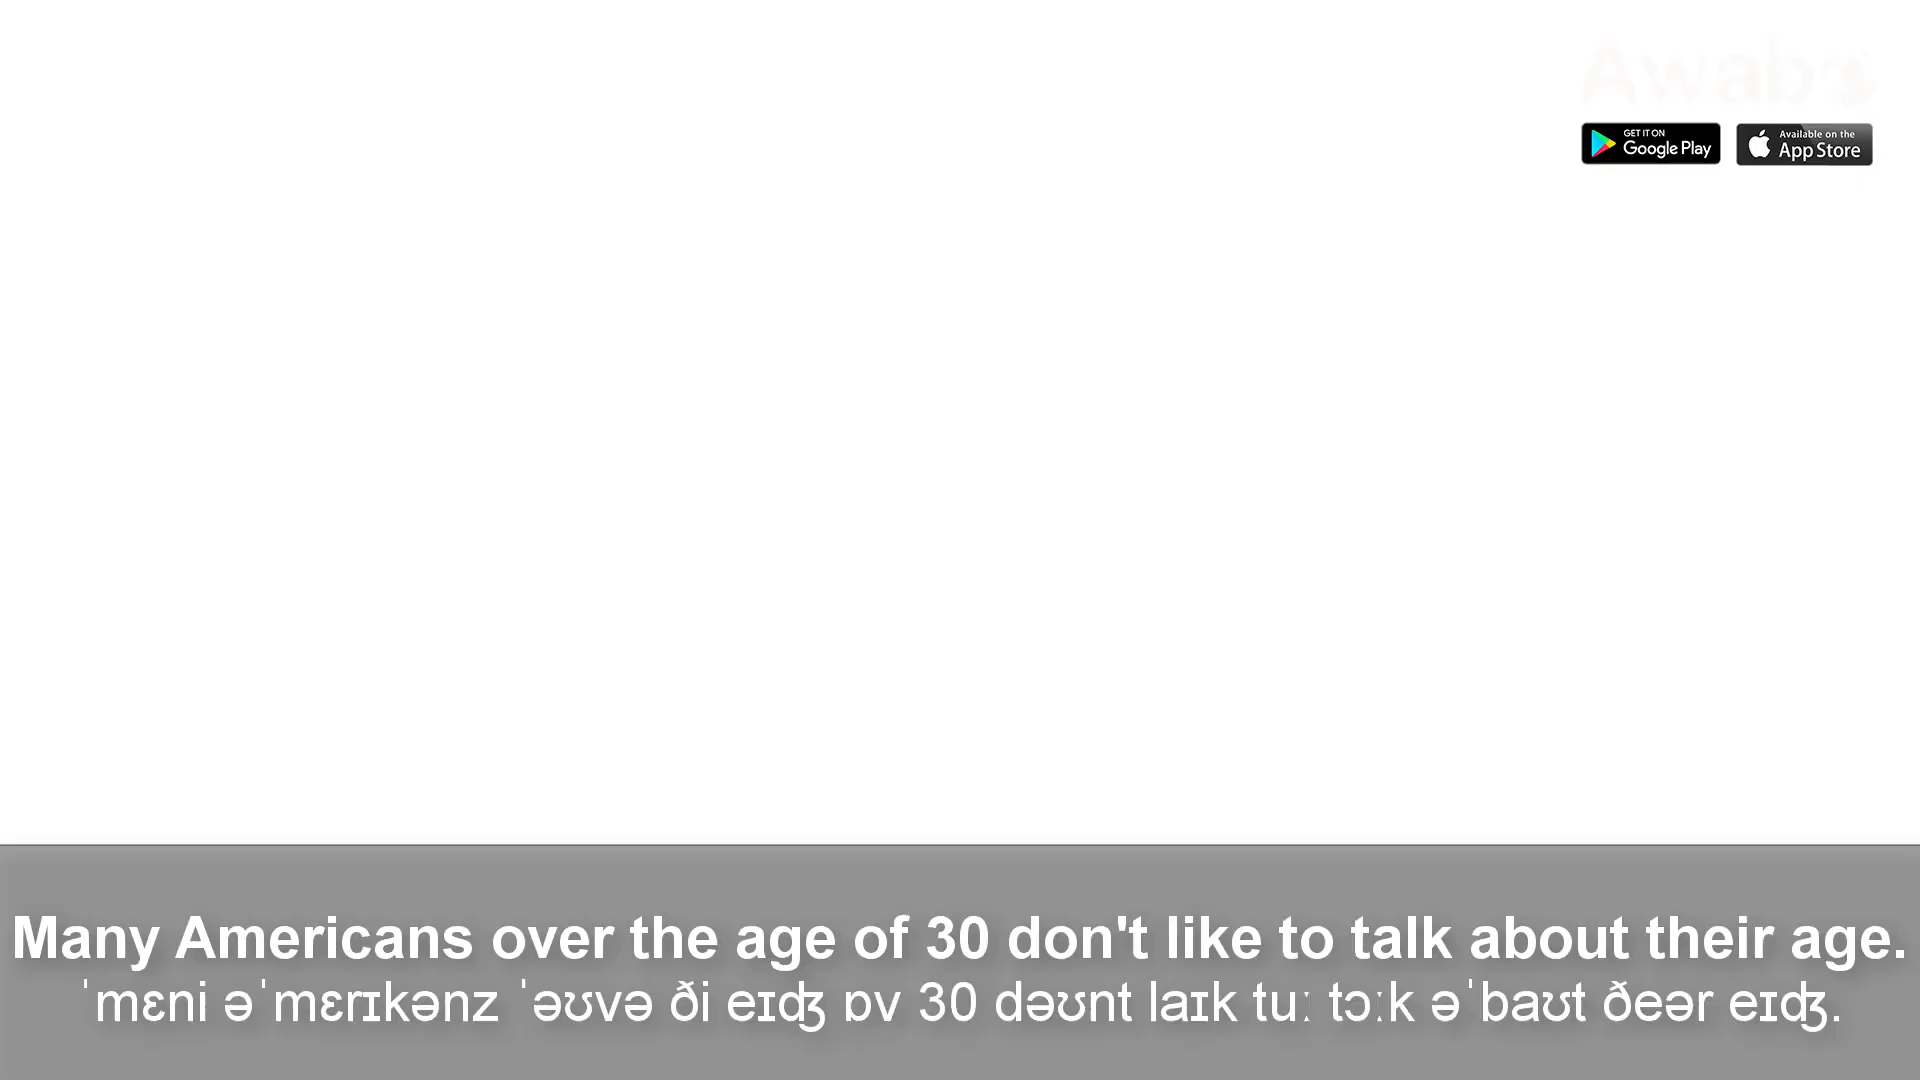 Awabe
GET IT ON
Google Play
Available on the
App Store
Many Americans over the age of 30 don't like to talk about their age.
ˈmɛni əˈmɛrɪkənz ˈəʊvə ði eɪʤ ɒv 30 dəʊnt laɪk tuː tɔːk əˈbaʊt ðeər eɪʤ.